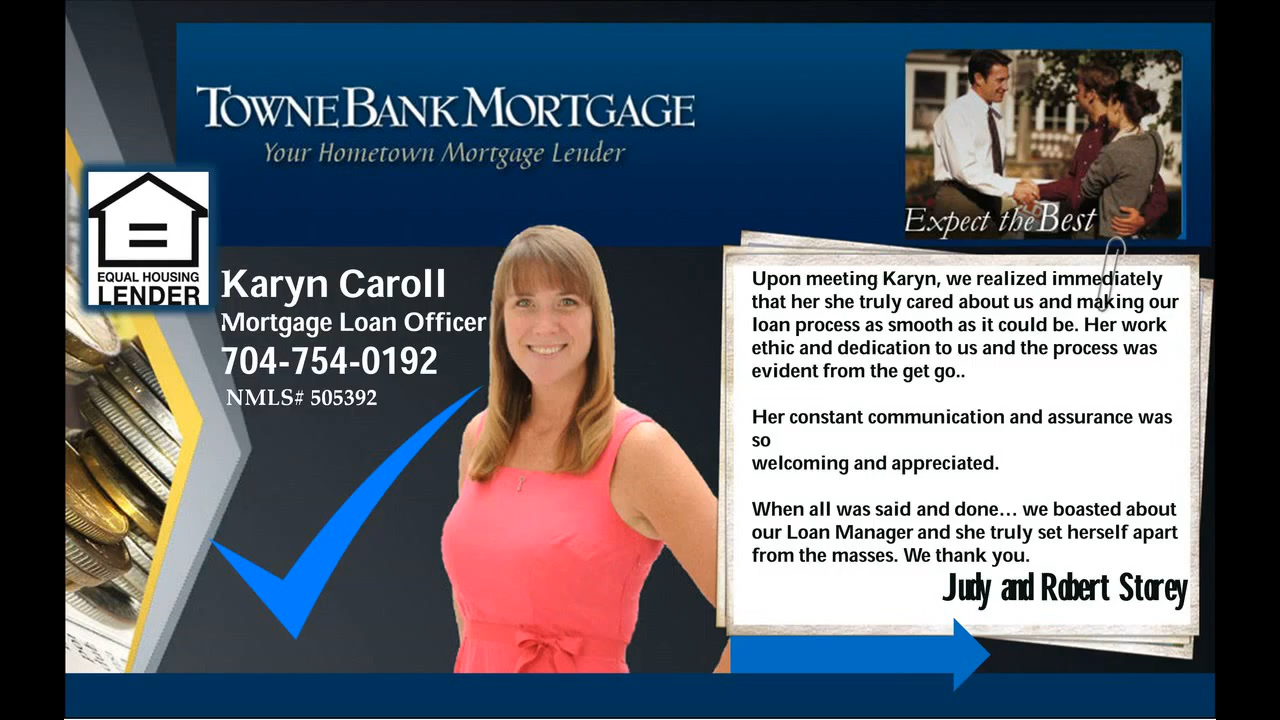 TOWNEBANK MORTGAGE
Your Hometown Mortgage Lender
Expect the Best
EQUAL HOUSING
LENDER
Karyn Caroll
Mortgage Loan Officer
704-754-0192
NMLS# 505392
Upon meeting Karyn, we realized immediately
that her she truly cared about us and making our
loan process as smooth as it could be. Her work
ethic and dedication to us and the process was
evident from the get go..
Her constant communication and assurance was
so
welcoming and appreciated.
When all was said and done... we boasted about
our Loan Manager and she truly set herself apart
from the masses. We thank you.
Judy and Robert Storey